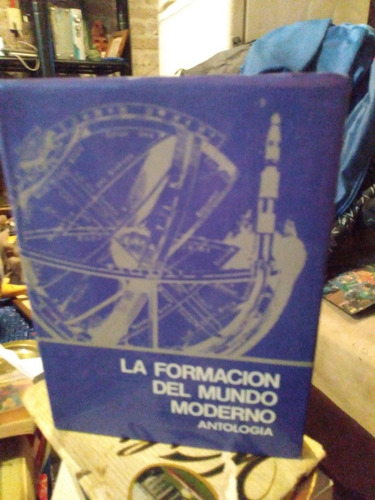 LA FORMACION
DEL MUNDO
MODERNO
ANTOLOGIA